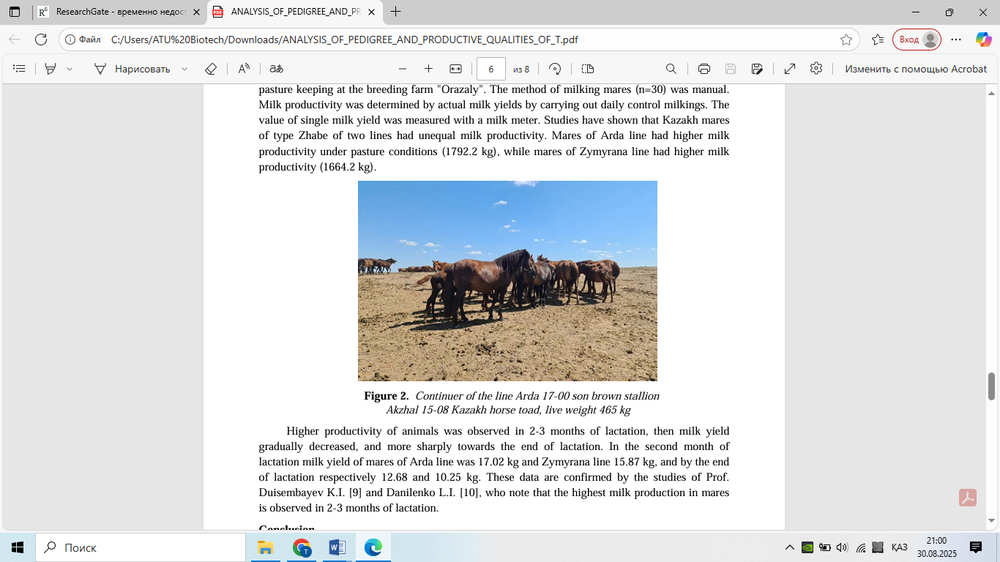 ResearchGate - временно недос
ANALYSIS_OF_PEDIGREE_AND_PR
Файл C:/Users/ATU%20Biotech/Downloads/ANALYSIS_OF_PEDIGREE_AND_PRODUCTIVE_QUALITIES_OF_T.pdf
Вход
Нарисовать
аあ
6 из 8
Изменить с помощью Acrobat
pasture keeping at the breeding farm "Orazaly". The method of milking mares (n=30) was manual.
Milk productivity was determined by actual milk yields by carrying out daily control milkings. The
value of single milk yield was measured with a milk meter. Studies have shown that Kazakh mares
of type Zhabe of two lines had unequal milk productivity. Mares of Arda line had higher milk
productivity under pasture conditions (1792.2 kg), while mares of Zymyrana line had higher milk
productivity (1664.2 kg).
Figure 2. Continuer of the line Arda 17-00 son brown stallion
Akzhal 15-08 Kazakh horse toad, live weight 465 kg
Higher productivity of animals was observed in 2-3 months of lactation, then milk yield
gradually decreased, and more sharply towards the end of lactation. In the second month of
lactation milk yield of mares of Arda line was 17.02 kg and Zymyrana line 15.87 kg, and by the end
of lactation respectively 12.68 and 10.25 kg. These data are confirmed by the studies of Prof.
Duisembayev K.I. [9] and Danilenko L.I. [10], who note that the highest milk production in mares
is observed in 2-3 months of lactation.
Conclusion
Поиск
ҚАЗ
21:00
30.08.2025